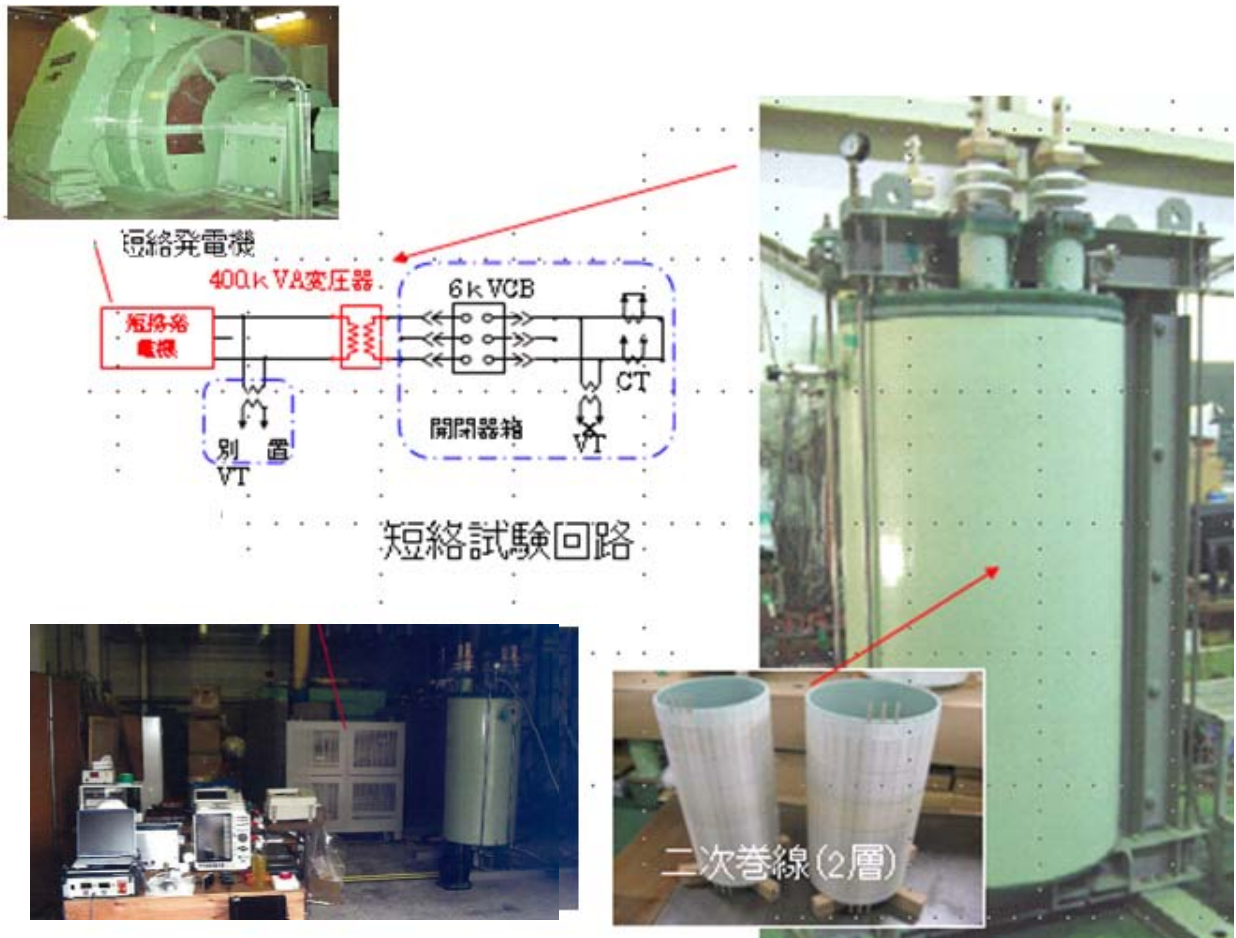 短絡発電機
400kVA変圧器
6kVCB
短絡発
電機
CT
開閉器箱
VT
別 置
VT
短絡試験回路
二次巻線(2層)